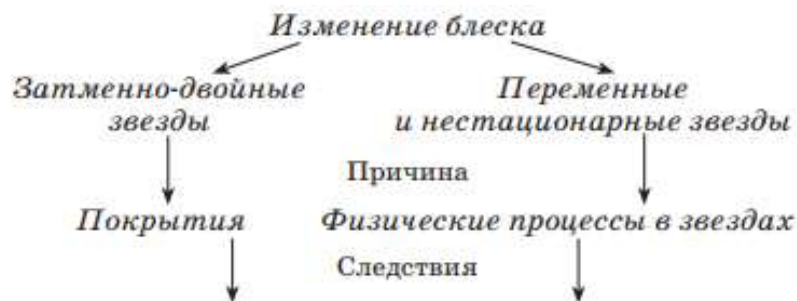 Изменение блеска
Затменно-двойные
звезды
Переменные
и нестационарные звезды
Причина
Покрытия
Физические процессы в звездах
Следствия